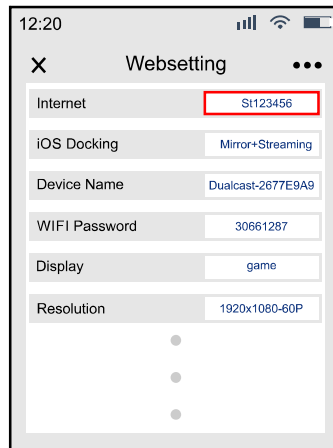 12:20
Websetting
Internet St123456
iOS Docking Mirror+Streaming
Device Name Dualcast-2677E9A9
WIFI Password 30661287
Display game
Resolution 1920x1080-60P